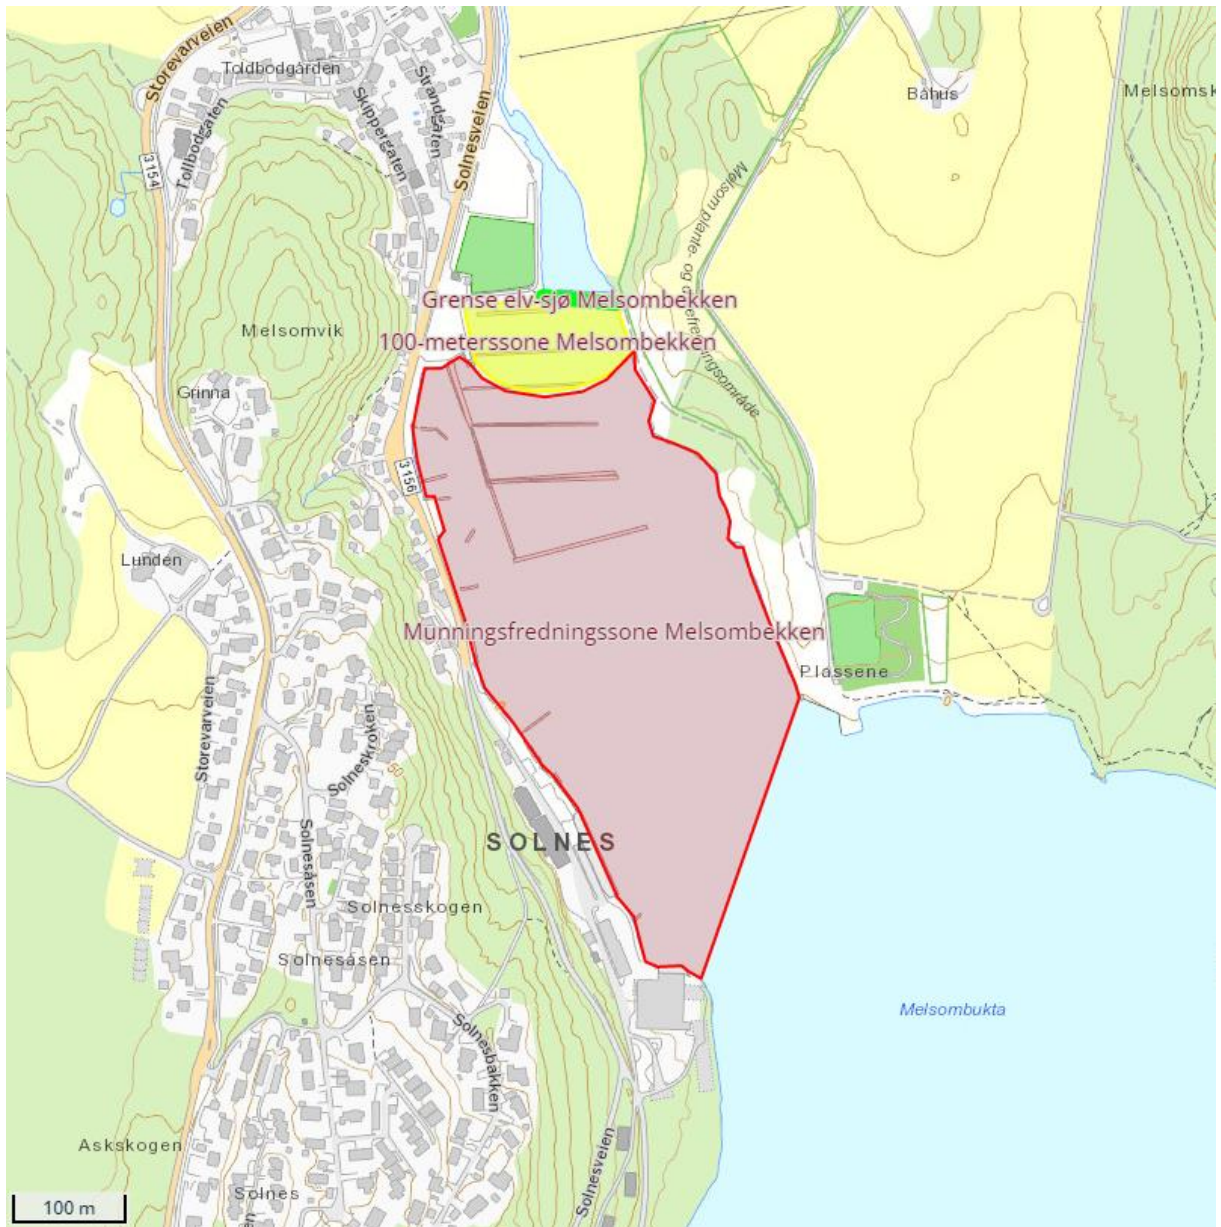 Storevarveien
Toldbodgården
Strandgaten
Skippergaten
Tollbodgaten
3154
Solnesveien
Båhus
Melsomsk
Melsom plante- og
Grense elv-sjø Melsombekken
100-meterssone Melsombekken
Melsomvik
Grinna
3156
Lunden
Munningsfredningssone Melsombekken
Plassene
Storevarveien
Solneskroken
50
Solnesåsen
SOLNES
Solnesskogen
Solnesåsen
Melsombukta
Solnesbakken
Askskogen
Solnesveien
Solnes
100 m